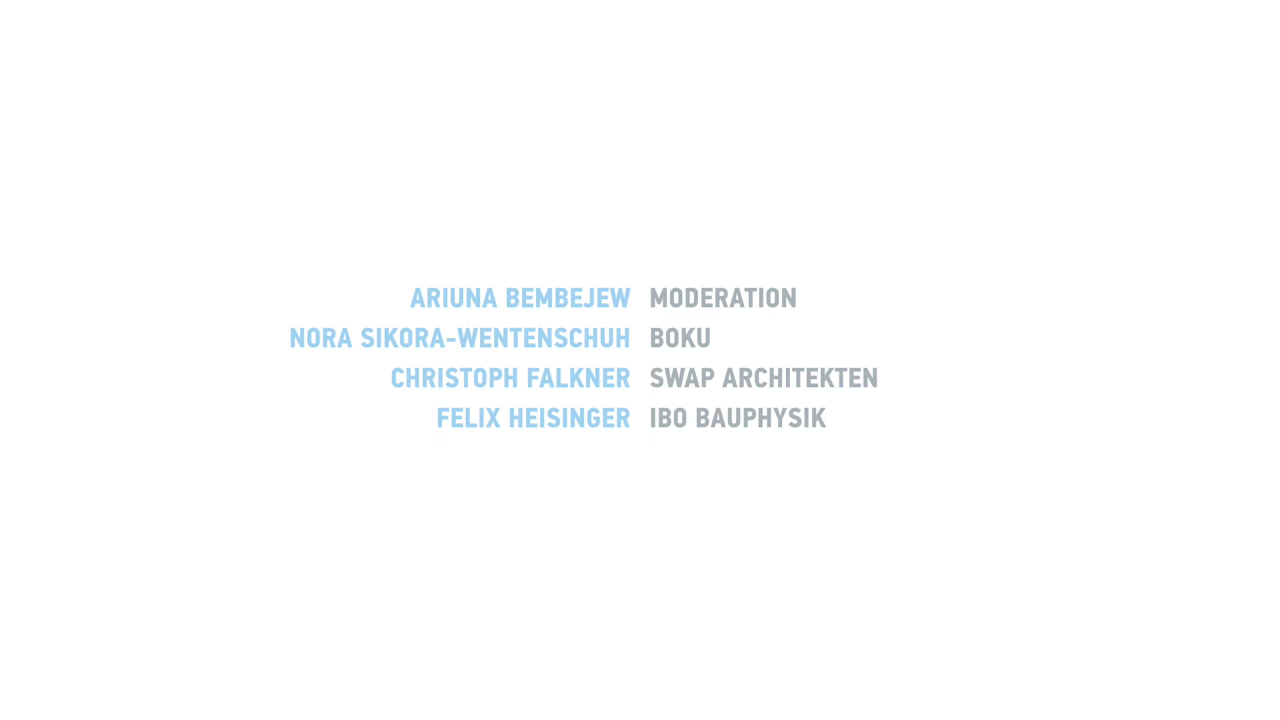 ARIUNA BEMBEJEW MODERATION
NORA SIKORA-WENTENSCHUH BOKU
CHRISTOPH FALKNER SWAP ARCHITEKTEN
FELIX HEISINGER IBO BAUPHYSIK